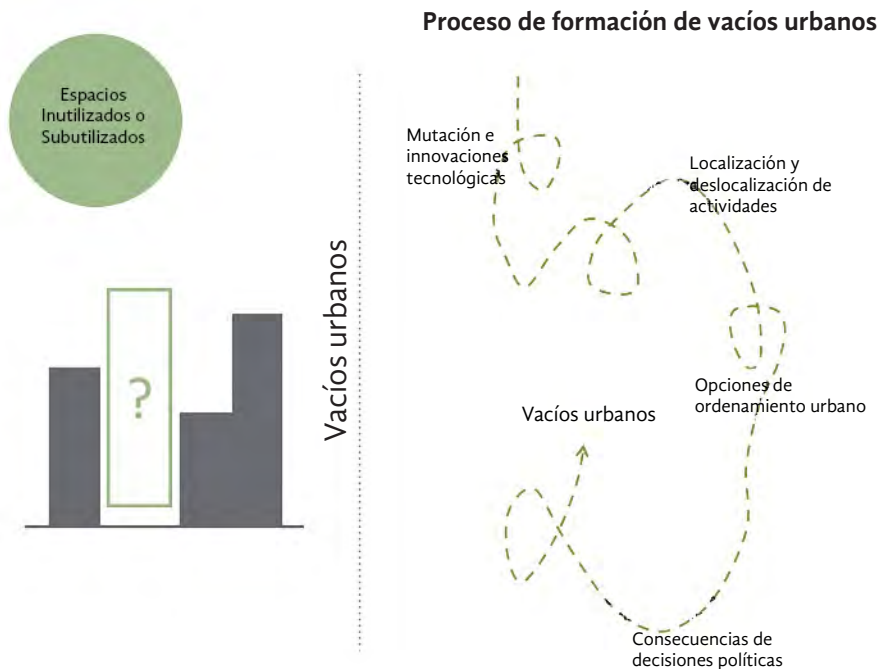 Proceso de formación de vacíos urbanos
Espacios
Inutilizados o
Subutilizados
?
Vacíos urbanos
Mutación e
innovaciones
tecnológicas
Localización y
deslocalización de
actividades
Opciones de
ordenamiento urbano
Vacíos urbanos
Consecuencias de
decisiones políticas